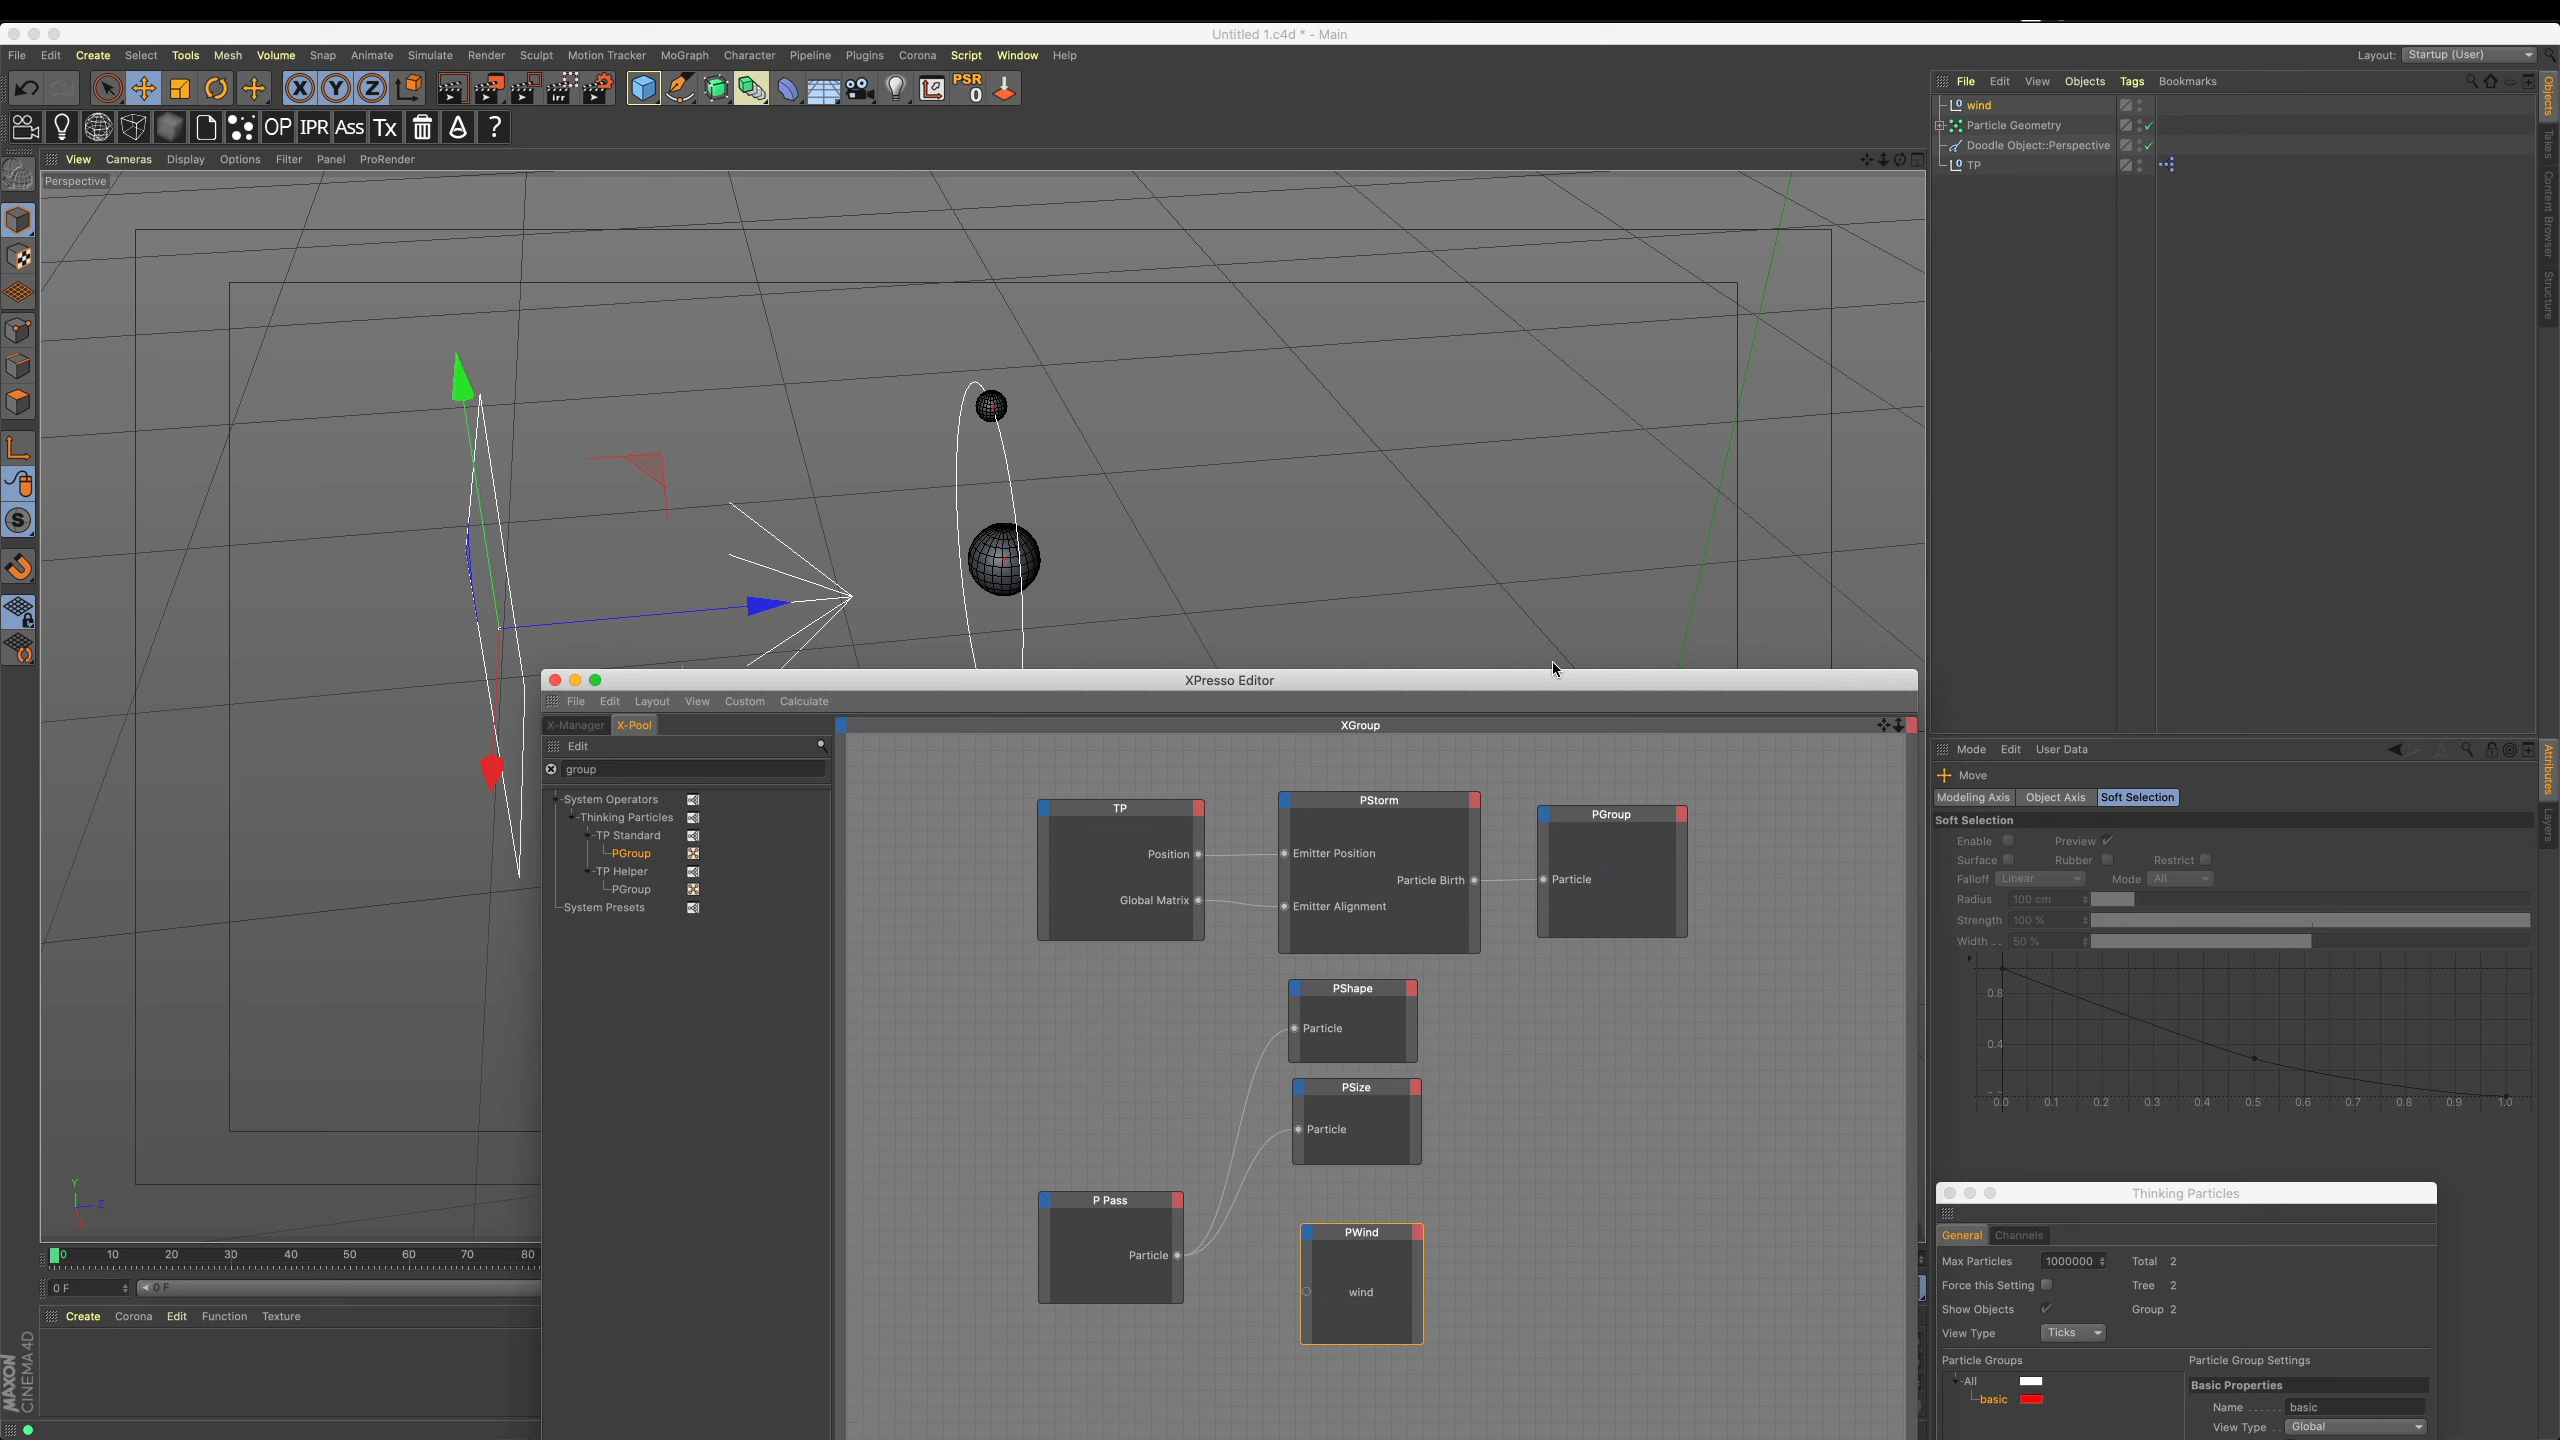 Untitled 1.c4d * - Main
File Edit Create Select Tools Mesh Volume Snap Animate Simulate Render Sculpt Motion Tracker MoGraph Character Pipeline Plugins Corona Script Window Help
Layout: Startup (User)
X Y Z PSR 0
OP IPR Ass Tx ?
File Edit View Objects Tags Bookmarks
wind
Particle Geometry
Doodle Object::Perspective
TP
Objects
Takes
Content Browser
Structure
View Cameras Display Options Filter Panel ProRender
Perspective
S
XPresso Editor
File Edit Layout View Custom Calculate
X-Manager X-Pool
XGroup
Edit
group
System Operators
Thinking Particles
TP Standard
PGroup
TP Helper
PGroup
System Presets
TP
Position
Global Matrix
PStorm
Emitter Position
Particle Birth
Emitter Alignment
PGroup
Particle
PShape
Particle
PSize
Particle
P Pass
Particle
PWind
wind
Mode Edit User Data
Move
Modeling Axis Object Axis Soft Selection
Soft Selection
Enable Preview
Surface Rubber Restrict
Falloff Linear Mode All
Radius 100 cm
Strength 100 %
Width . . 50 %
0.8
0.4
0.0 0.1 0.2 0.3 0.4 0.5 0.6 0.7 0.8 0.9 1.0
Attributes
Layers
Thinking Particles
General Channels
Max Particles 1000000 Total 2
Force this Setting Tree 2
Show Objects Group 2
View Type Ticks
Particle Groups Particle Group Settings
All
basic
Basic Properties
Name . . . . . . basic
View Type . . Global
Y
Z
X
0 10 20 30 40 50 60 70 80
0 F 0 F
Create Corona Edit Function Texture
MAXON
CINEMA 4D